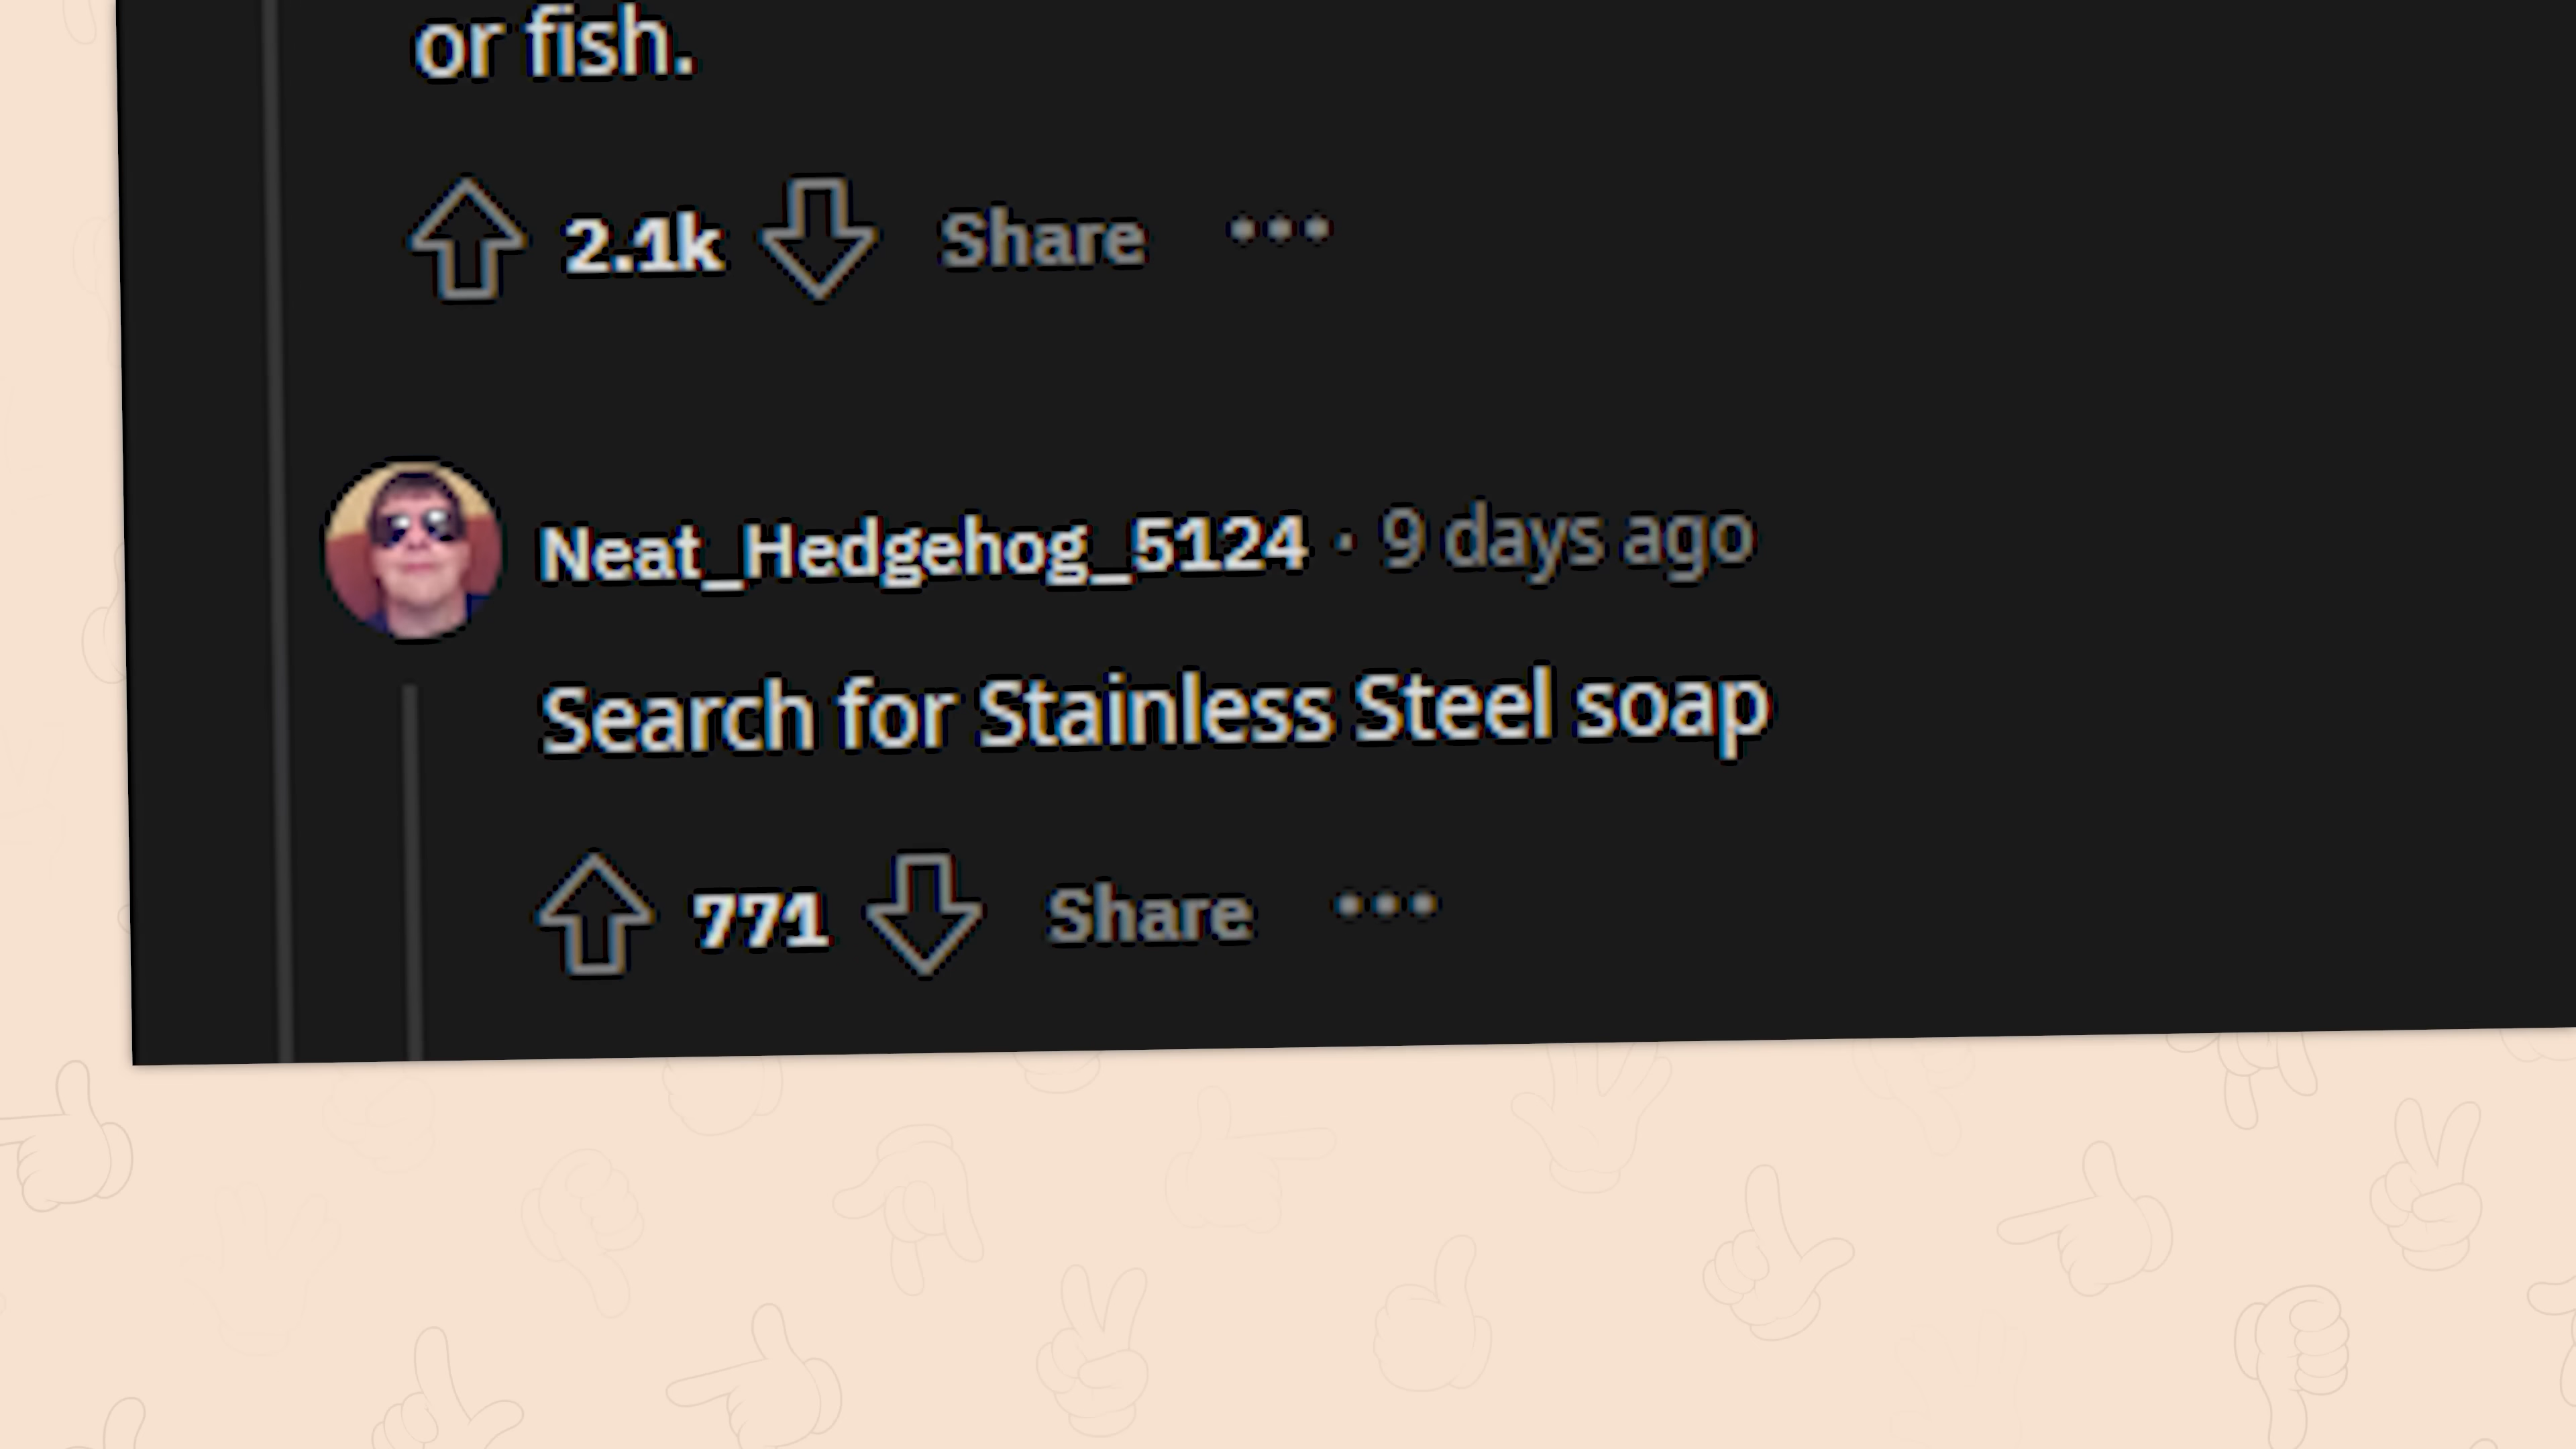 or fish.
2.1k Share •••
Neat_Hedgehog_5124 · 9 days ago
Search for Stainless Steel soap
771 Share •••